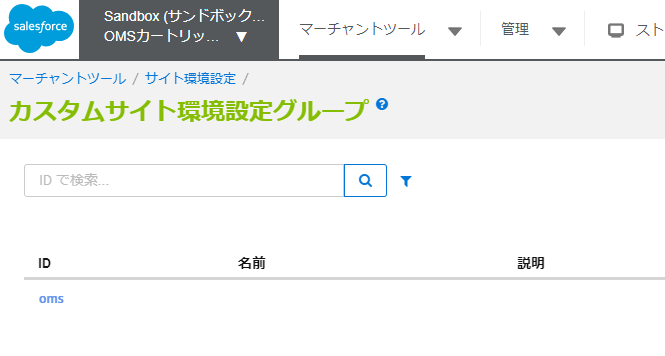 salesforce
Sandbox (サンドボック...
OMSカートリッ... ▼
マーチャントツール
管理
スト
マーチャントツール / サイト環境設定 /
カスタムサイト環境設定グループ ?
ID で検索...
ID 名前 説明
oms